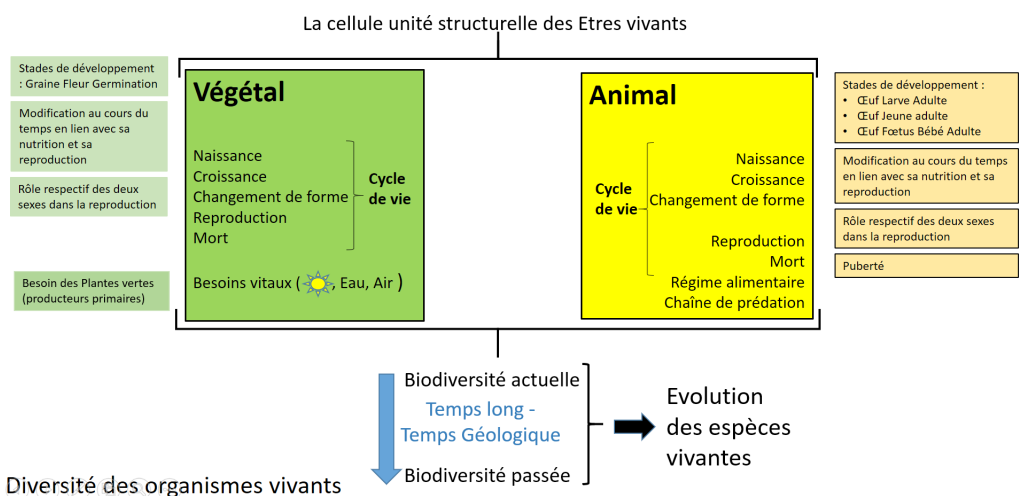 La cellule unité structurelle des Etres vivants
Stades de développement
: Graine Fleur Germination
Modification au cours du
temps en lien avec sa
nutrition et sa
reproduction
Rôle respectif des deux
sexes dans la reproduction
Besoin des Plantes vertes
(producteurs primaires)
Végétal
Naissance
Croissance
Changement de forme
Reproduction
Mort
Cycle
de vie
Besoins vitaux ( , Eau, Air )
Animal
Cycle
de vie
Naissance
Croissance
Changement de forme
Reproduction
Mort
Régime alimentaire
Chaîne de prédation
Stades de développement :
• Œuf Larve Adulte
• Œuf Jeune adulte
• Œuf Fœtus Bébé Adulte
Modification au cours du temps
en lien avec sa nutrition et sa
reproduction
Rôle respectif des deux sexes
dans la reproduction
Puberté
Biodiversité actuelle
Temps long -
Temps Géologique
Biodiversité passée
Evolution
des espèces
vivantes
Diversité des organismes vivants